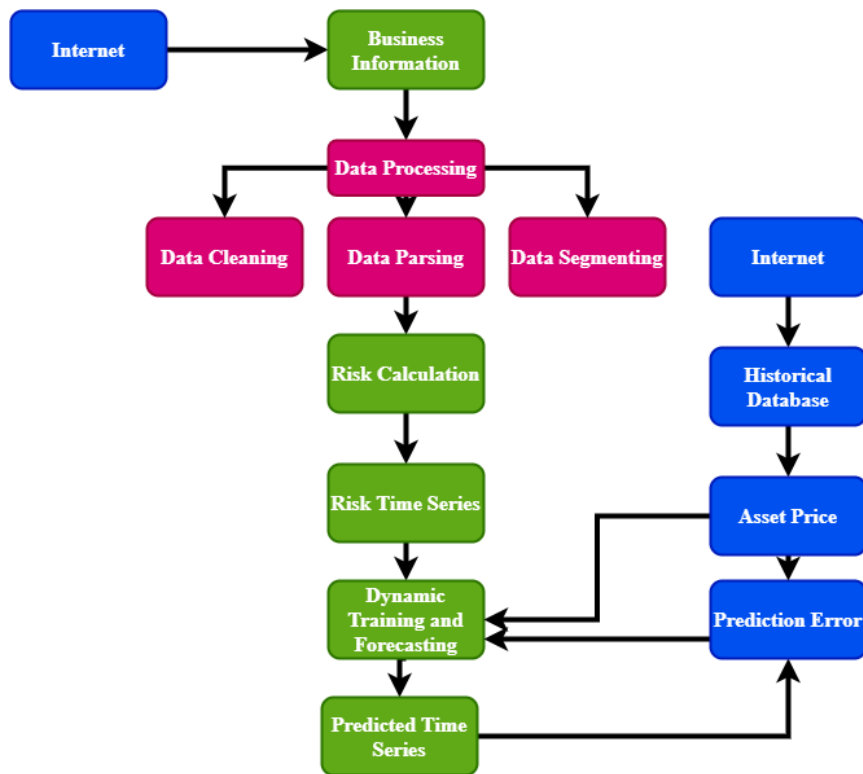 Internet
Business
Information
Data Processing
Data Cleaning
Data Parsing
Data Segmenting
Internet
Risk Calculation
Historical
Database
Risk Time Series
Asset Price
Dynamic
Training and
Forecasting
Prediction Error
Predicted Time
Series